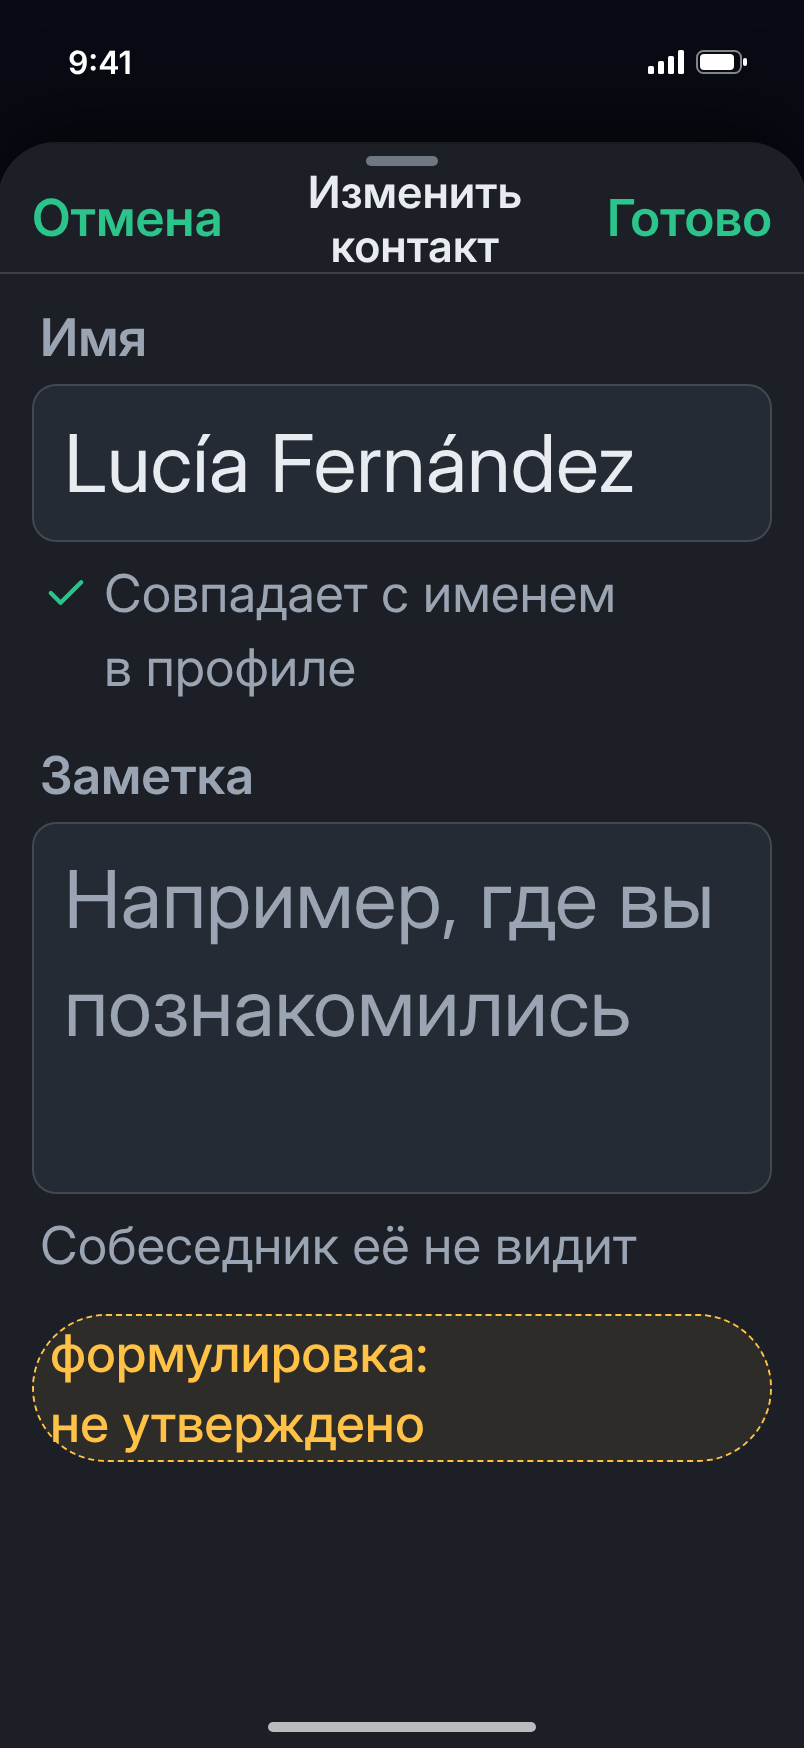 9:41
Отмена
Изменить
контакт
Готово
Имя
Lucía Fernández
Совпадает с именем
в профиле
Заметка
Например, где вы
познакомились
Собеседник её не видит
формулировка:
не утверждено